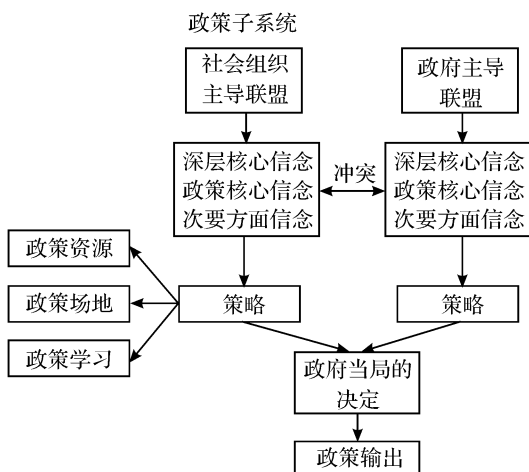 政策子系统
社会组织
主导联盟
政府主导
联盟
深层核心信念
政策核心信念
次要方面信念
冲突
深层核心信念
政策核心信念
次要方面信念
政策资源
政策场地
政策学习
策略
策略
政府当局的
决定
政策输出